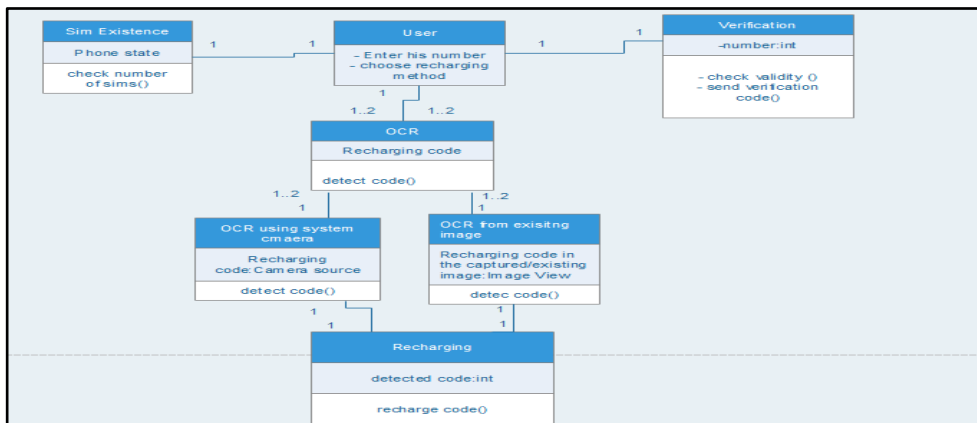 Sim Existence
Phone state
check number
of sims()
1
1
User
- Enter his number
- choose recharging
method
1
1
Verification
-number:int
- check validity ()
- send verification
code()
1
1..2
1..2
OCR
Recharging code
detect code()
1..2
1
1..2
1
OCR using system
cmaera
Recharging
code:Camera source
detect code()
OCR from exisitng
image
Recharging code in
the captured/existing
image:Image View
detec code()
1
1
1
1
Recharging
detected code:int
recharge code()